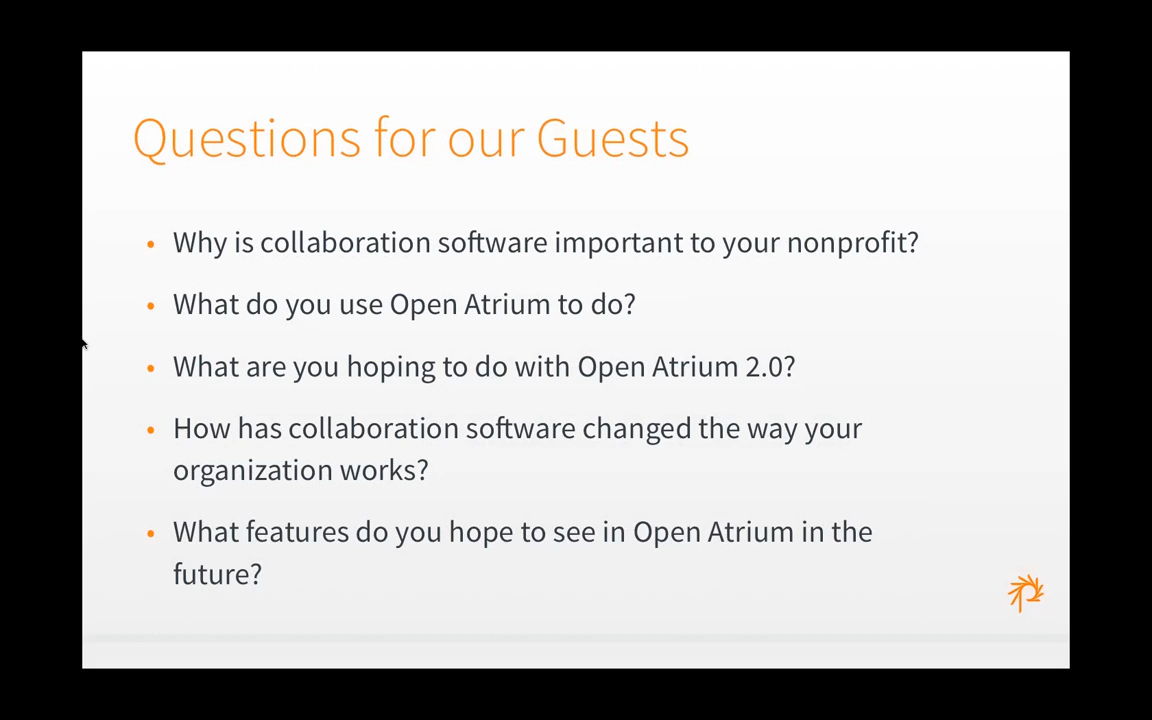 Questions for our Guests
• Why is collaboration software important to your nonprofit?
• What do you use Open Atrium to do?
• What are you hoping to do with Open Atrium 2.0?
• How has collaboration software changed the way your
organization works?
• What features do you hope to see in Open Atrium in the
future?